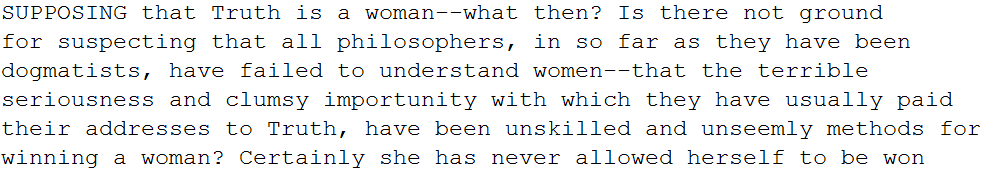 SUPPOSING that Truth is a woman--what then? Is there not ground
for suspecting that all philosophers, in so far as they have been
dogmatists, have failed to understand women--that the terrible
seriousness and clumsy importunity with which they have usually paid
their addresses to Truth, have been unskilled and unseemly methods for
winning a woman? Certainly she has never allowed herself to be won